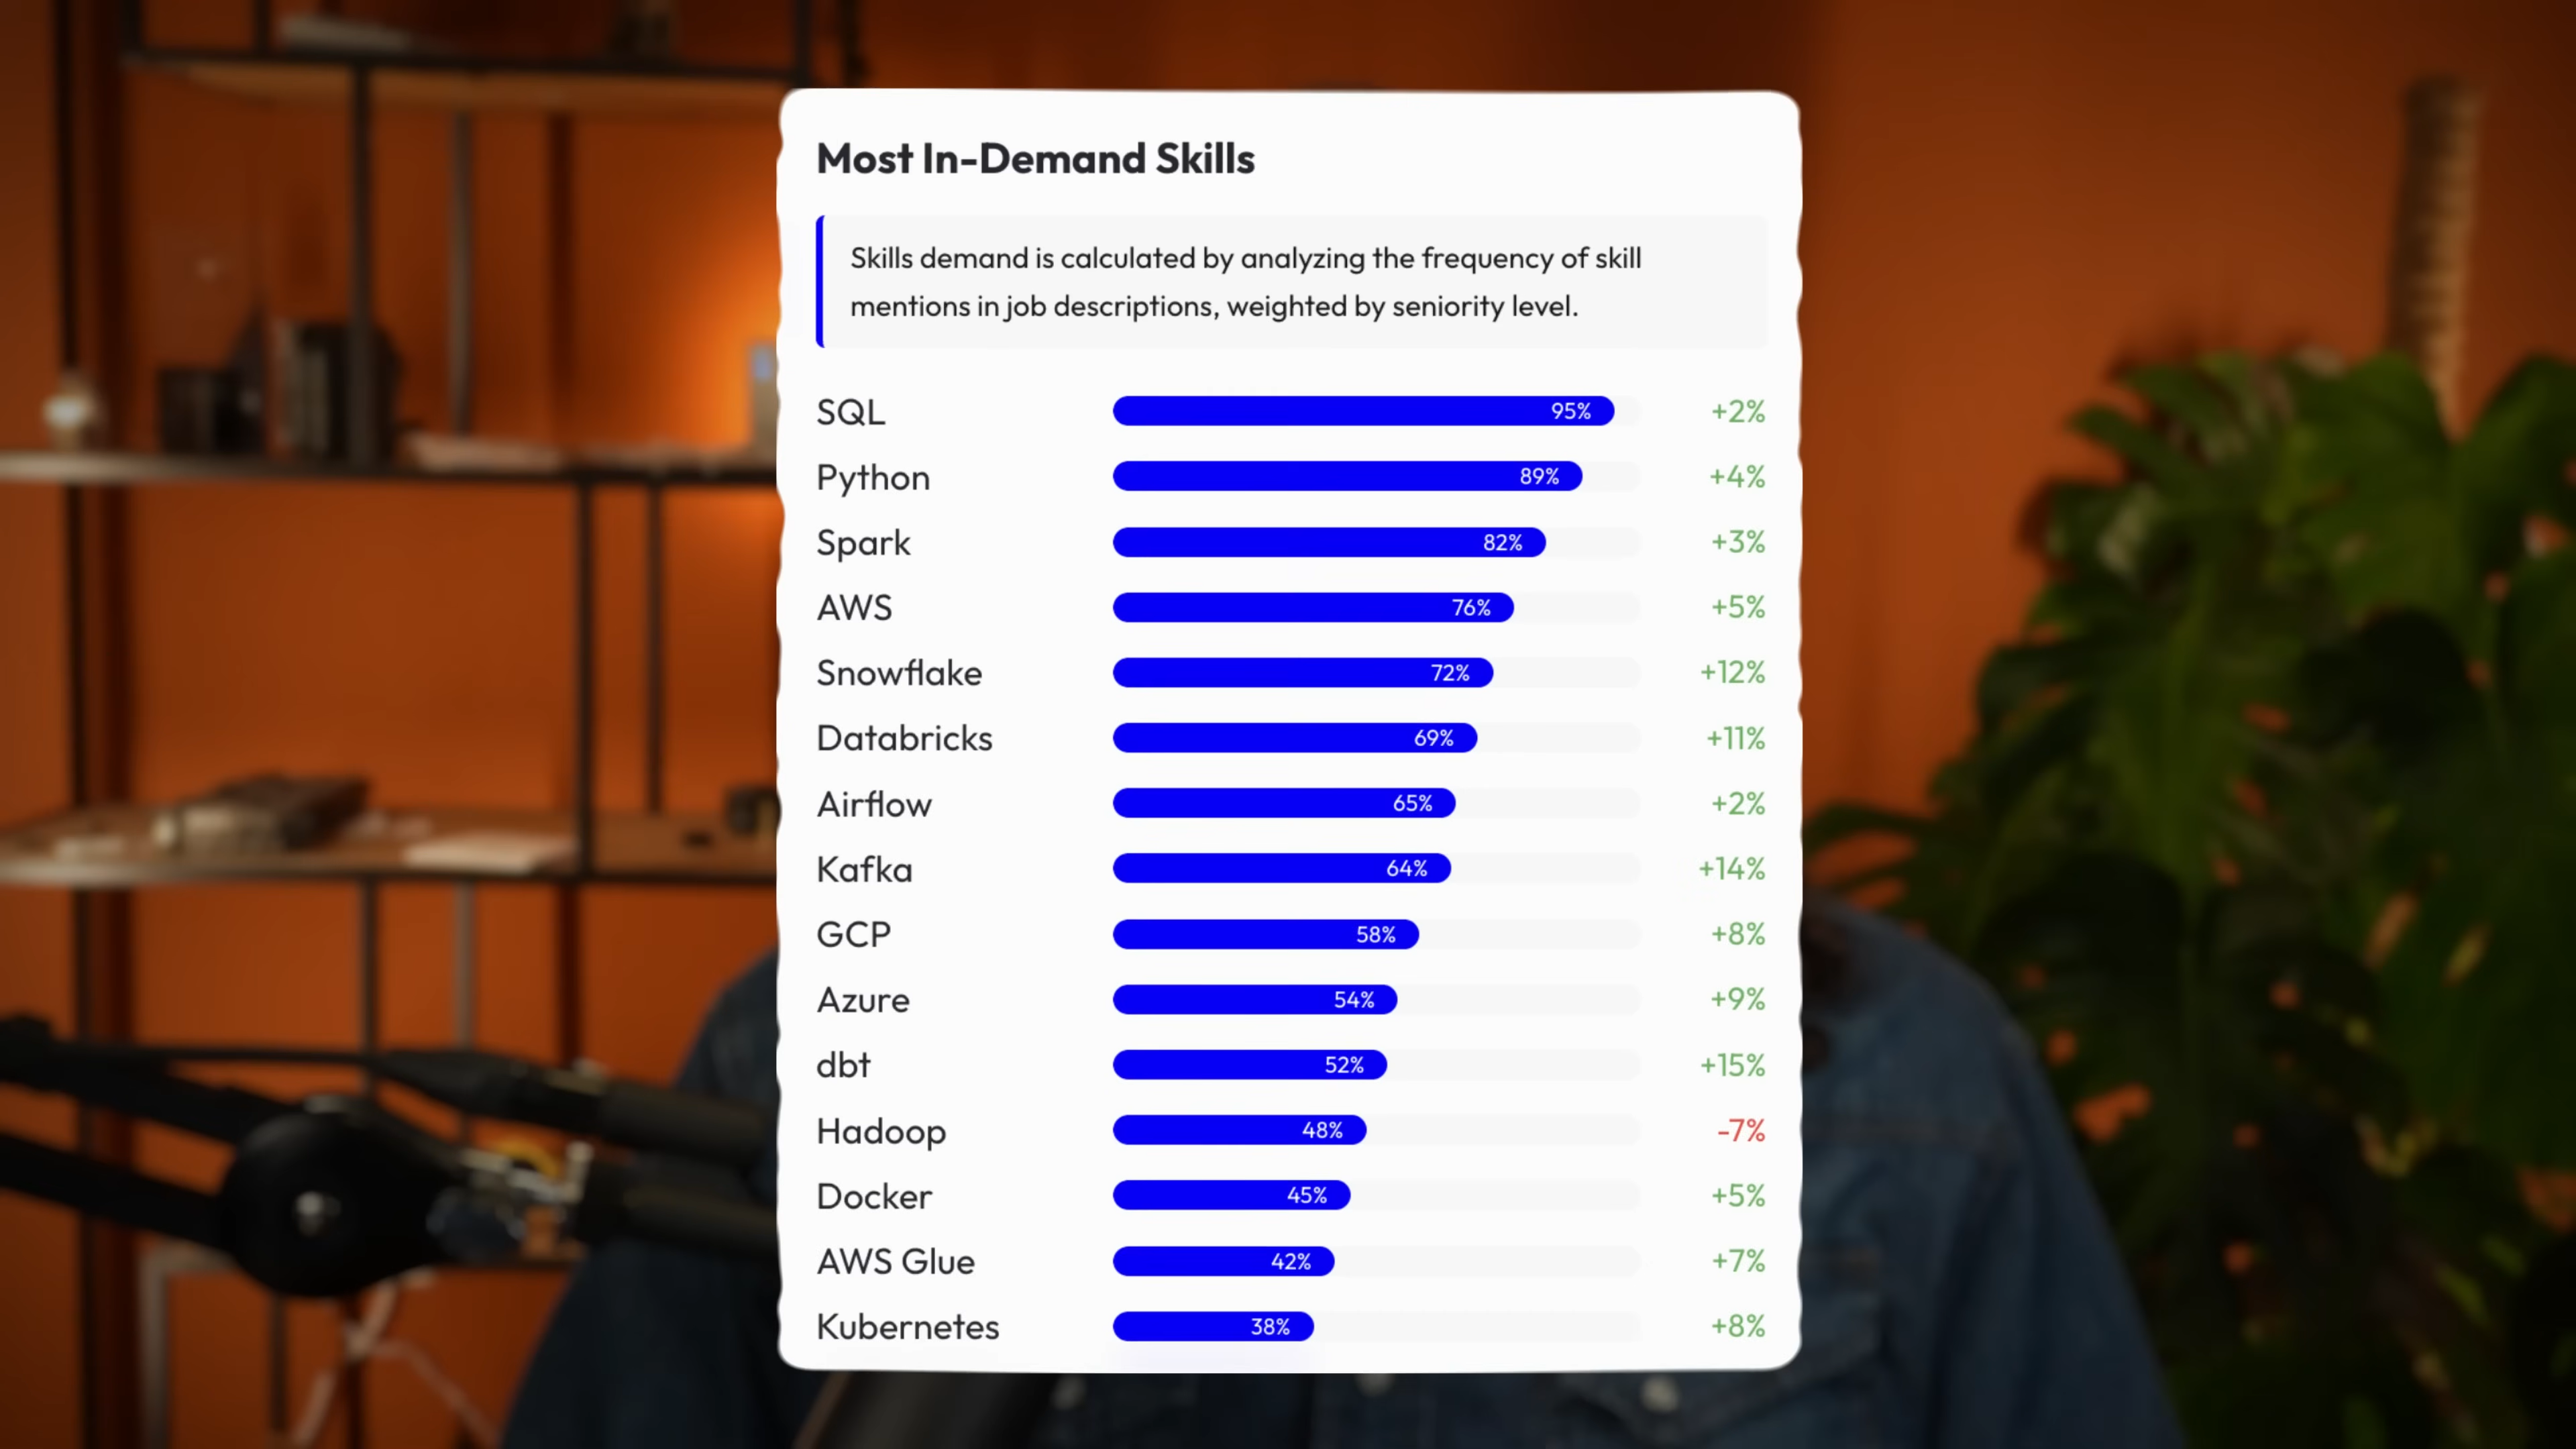 Most In-Demand Skills
Skills demand is calculated by analyzing the frequency of skill
mentions in job descriptions, weighted by seniority level.
SQL 95% +2%
Python 89% +4%
Spark 82% +3%
AWS 76% +5%
Snowflake 72% +12%
Databricks 69% +11%
Airflow 65% +2%
Kafka 64% +14%
GCP 58% +8%
Azure 54% +9%
dbt 52% +15%
Hadoop 48% -7%
Docker 45% +5%
AWS Glue 42% +7%
Kubernetes 38% +8%